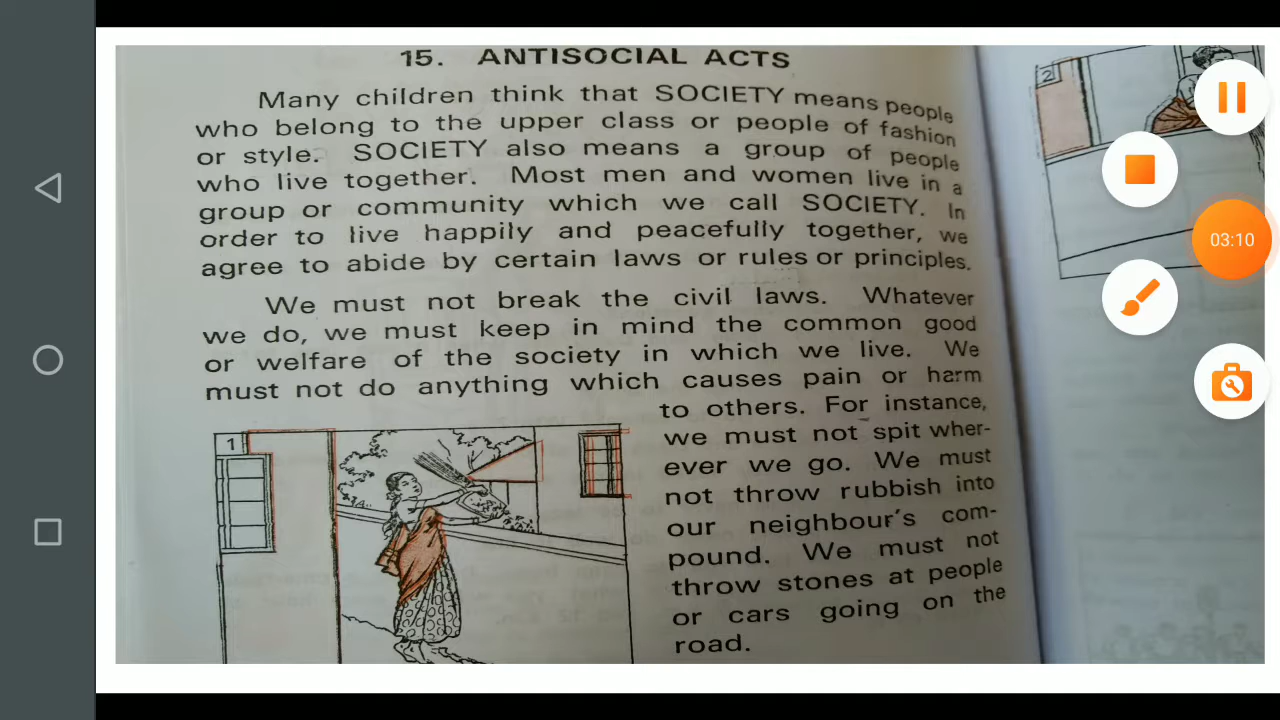 15. ANTISOCIAL ACTS
Many children think that SOCIETY means people
who belong to the upper class or people of fashion
or style. SOCIETY also means a group of people
who live together. Most men and women live in a
group or community which we call SOCIETY. In
order to live happily and peacefully together, we
agree to abide by certain laws or rules or principles.
We must not break the civil laws. Whatever
we do, we must keep in mind the common good
or welfare of the society in which we live. We
must not do anything which causes pain or harm
to others. For instance,
we must not spit wher-
ever we go. We must
not throw rubbish into
our neighbour's com-
pound. We must not
throw stones at people
or cars going on the
road.
1
2
03:10